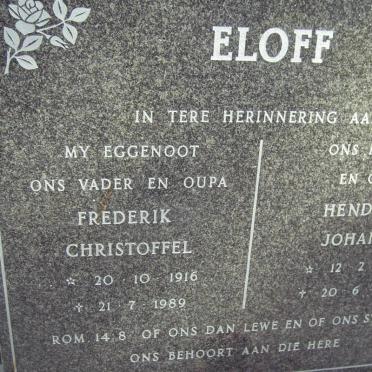 ELOFF
IN TERE HERINNERING AA
MY EGGENOOT
ONS VADER EN OUPA
FREDERIK
CHRISTOFFEL
☆ 20 · 10 · 1916
✝ 21 · 7 · 1989
ONS
EN
HEND
JOHA
☆ 12 · 2
✝ 20 · 6
ROM. 14.8 OF ONS DAN LEWE EN OF ONS S
ONS BEHOORT AAN DIE HERE